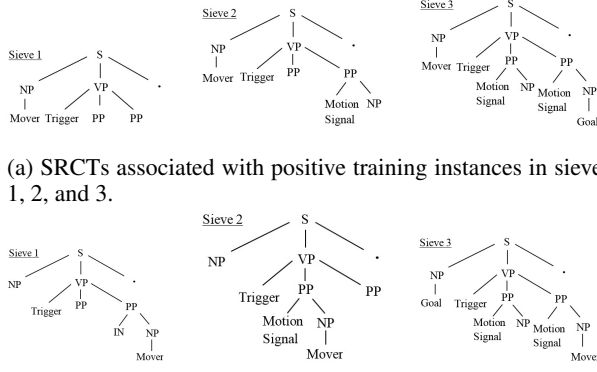 Sieve 1
S
NP VP .
Mover Trigger PP PP
Sieve 2
S
NP VP .
Mover Trigger PP PP
Motion Signal NP
Sieve 3
S
NP VP .
Mover Trigger PP PP
Motion Signal NP Motion Signal NP
Goal
(a) SRCTs associated with positive training instances in sieve
1, 2, and 3.
Sieve 1
S
NP VP .
Trigger PP PP
IN NP
Mover
Sieve 2
S
NP VP .
Trigger PP PP
Motion Signal NP
Mover
Sieve 3
S
NP VP .
Goal Trigger PP PP
Motion Signal NP Motion Signal NP
Mover